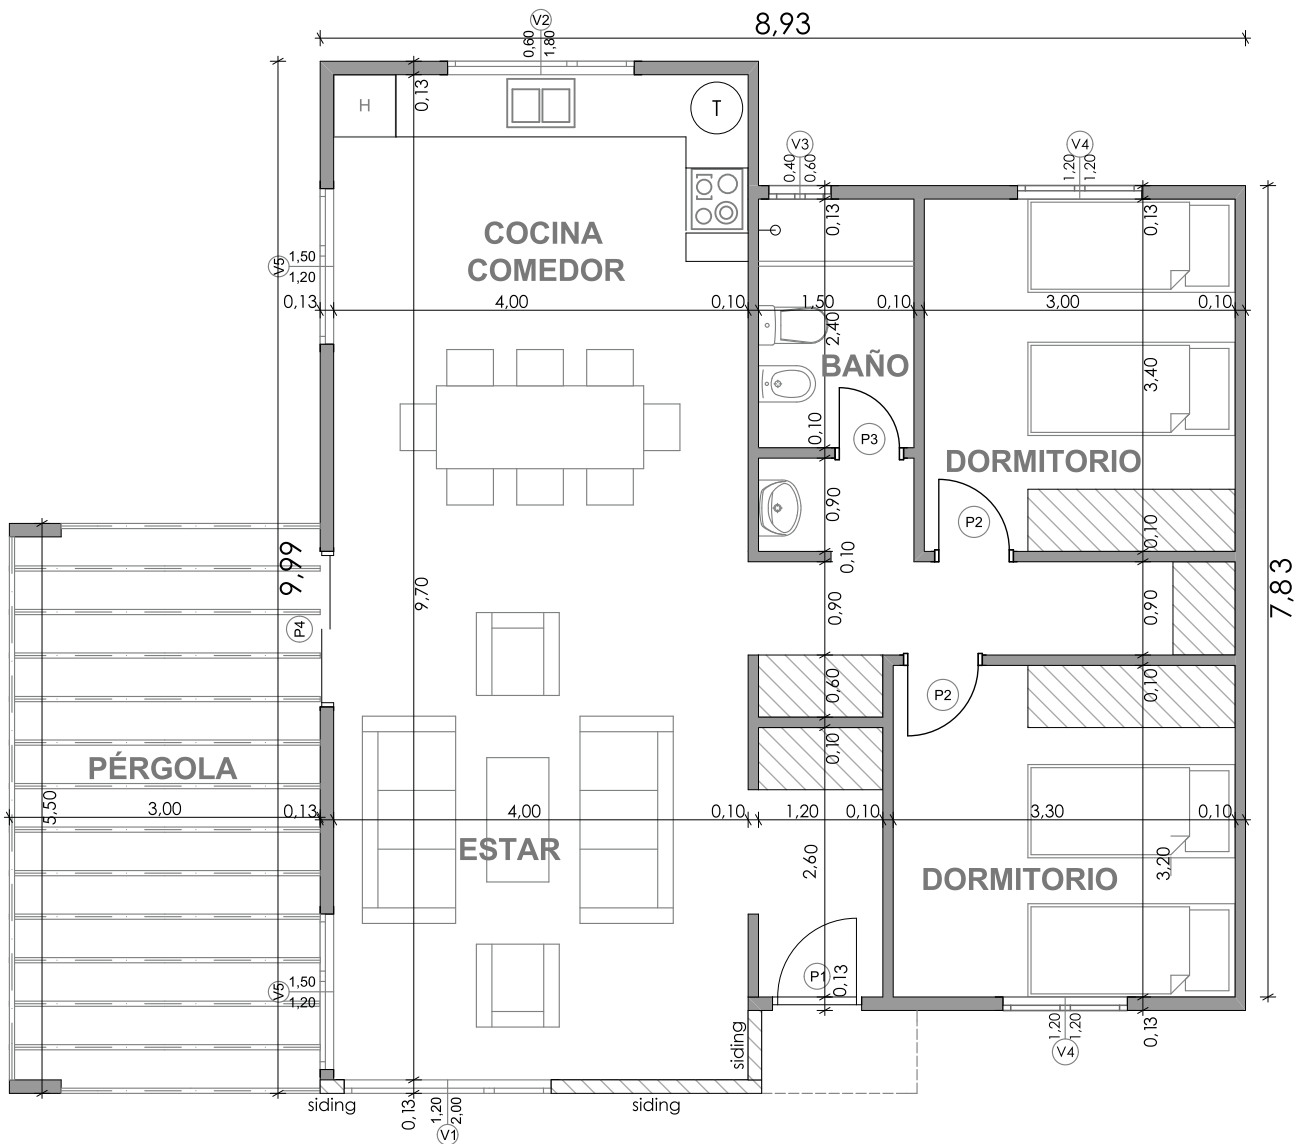 V2
8,93
0,60
1,80
H
0,13
T
V3
0,40
0,60
V4
1,20
1,20
0,13
0,13
COCINA
COMEDOR
V5
1,50
1,20
0,13
4,00
0,10
1,50
0,10
3,00
0,10
2,40
BAÑO
3,40
0,10
P3
DORMITORIO
0,90
P2
0,10
0,10
9,99
9,70
0,90
0,90
7,83
P4
0,60
P2
0,10
0,10
PÉRGOLA
5,50
3,00
0,13
4,00
0,10
1,20
0,10
3,30
0,10
ESTAR
2,60
3,20
DORMITORIO
V5
1,50
1,20
P1
0,13
siding
1,20
1,20
V4
0,13
siding
0,13
1,20
2,00
V1
siding